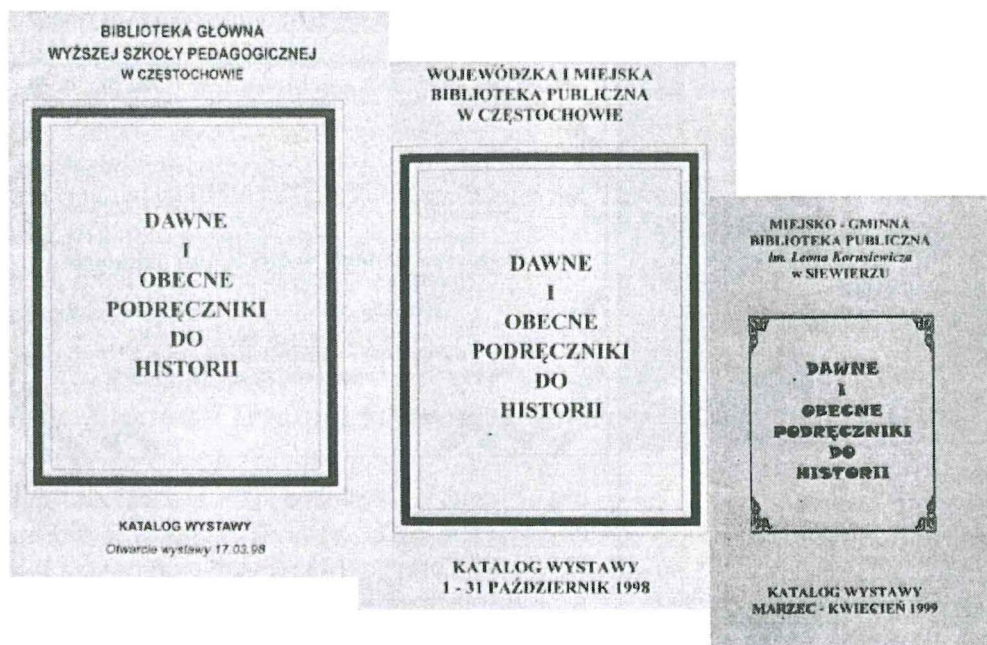 BIBLIOTEKA GŁÓWNA
WYŻSZEJ SZKOŁY PEDAGOGICZNEJ
W CZĘSTOCHOWIE
DAWNE
I
OBECNE
PODRĘCZNIKI
DO
HISTORII
KATALOG WYSTAWY
Otwarcie wystawy 17.03.98
WOJEWÓDZKA I MIEJSKA
BIBLIOTEKA PUBLICZNA
W CZĘSTOCHOWIE
DAWNE
I
OBECNE
PODRĘCZNIKI
DO
HISTORII
KATALOG WYSTAWY
1 - 31 PAŹDZIERNIK 1998
MIEJSKO - GMINNA
BIBLIOTEKA PUBLICZNA
im. Leona Korusiewicza
w SIEWIERZU
DAWNE
I
OBECNE
PODRĘCZNIKI
DO
HISTORII
KATALOG WYSTAWY
MARZEC - KWIECIEŃ 1999